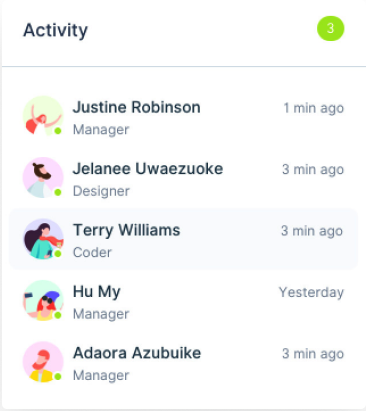 Activity 3
Justine Robinson 1 min ago
Manager
Jelanee Uwaezuoke 3 min ago
Designer
Terry Williams 3 min ago
Coder
Hu My Yesterday
Manager
Adaora Azubuike 3 min ago
Manager